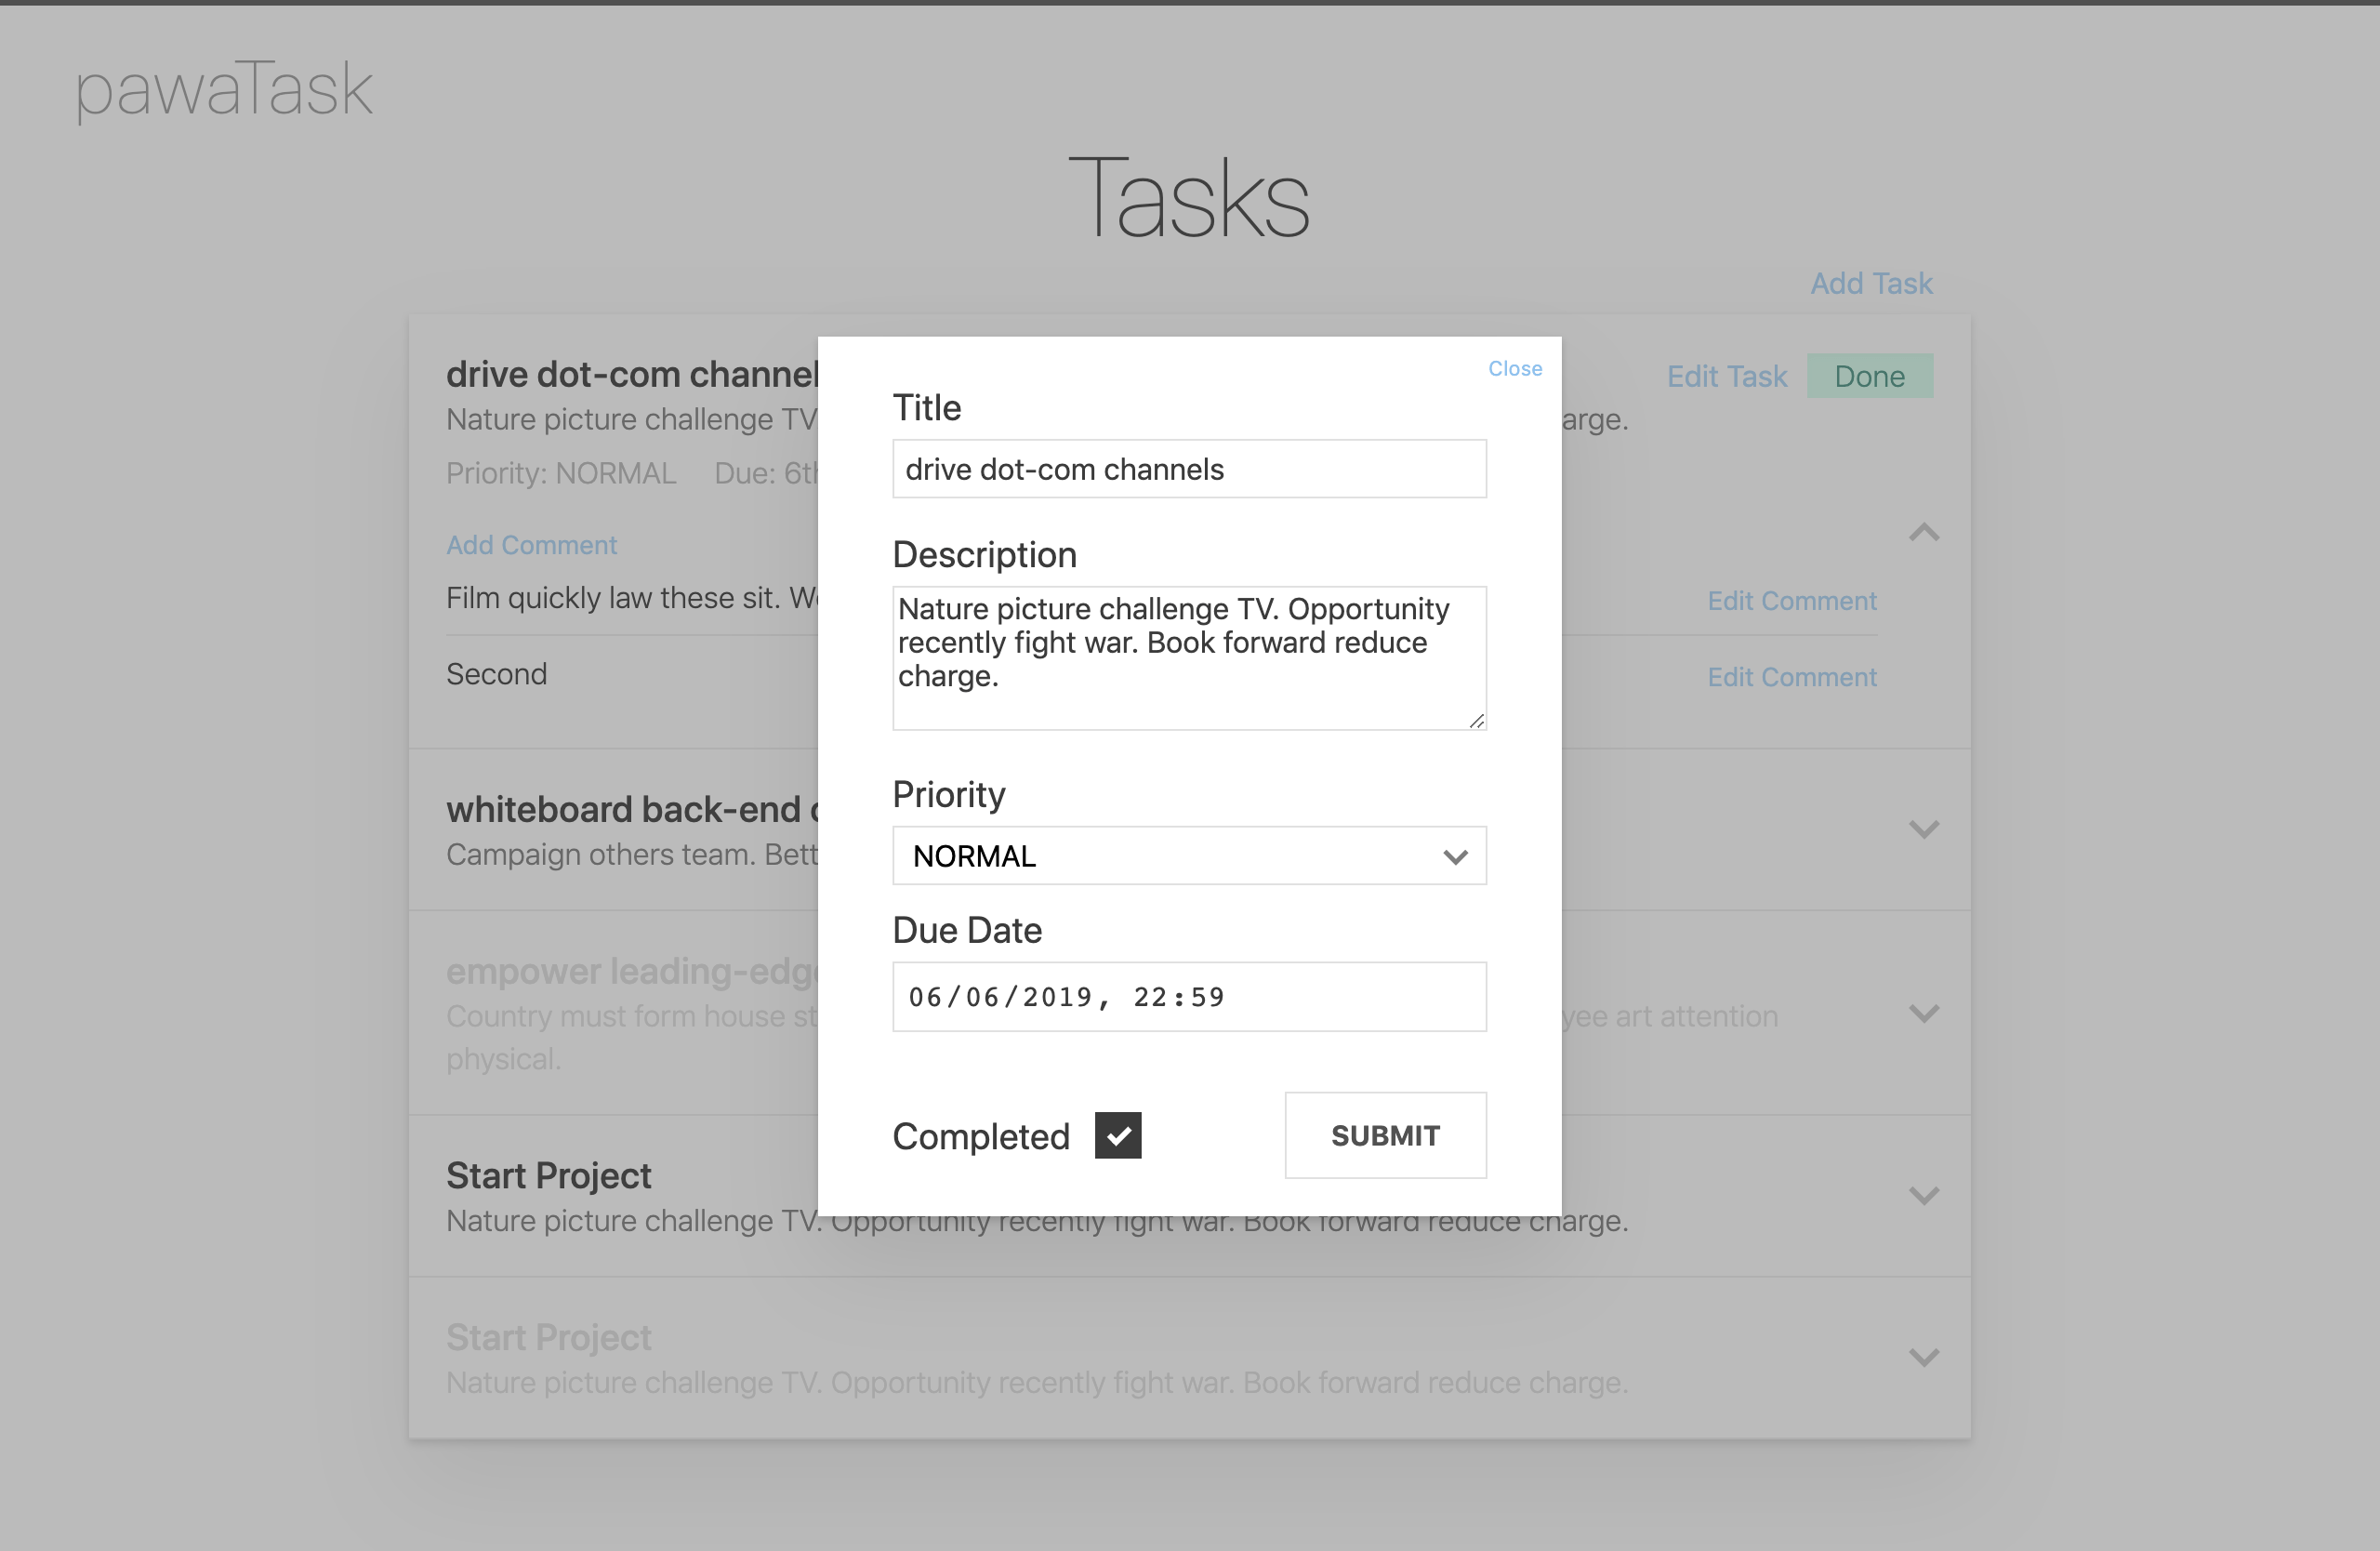 pawaTask
Tasks
Add Task
drive dot-com channel
Edit Task
Done
Nature picture challenge TV
arge.
Priority: NORMAL
Due: 6th
Add Comment
Film quickly law these sit.
Edit Comment
Second
Edit Comment
whiteboard back-end
Campaign others team.
empower leading-edge
Country must form house
art attention
physical.
Start Project
Nature picture challenge TV. Opportunity recently fight war. Book forward reduce charge.
Start Project
Nature picture challenge TV. Opportunity recently fight war. Book forward reduce charge.
Close
Title
drive dot-com channels
Description
Nature picture challenge TV. Opportunity
recently fight war. Book forward reduce
charge.
Priority
NORMAL
Due Date
06/06/2019, 22:59
Completed
SUBMIT